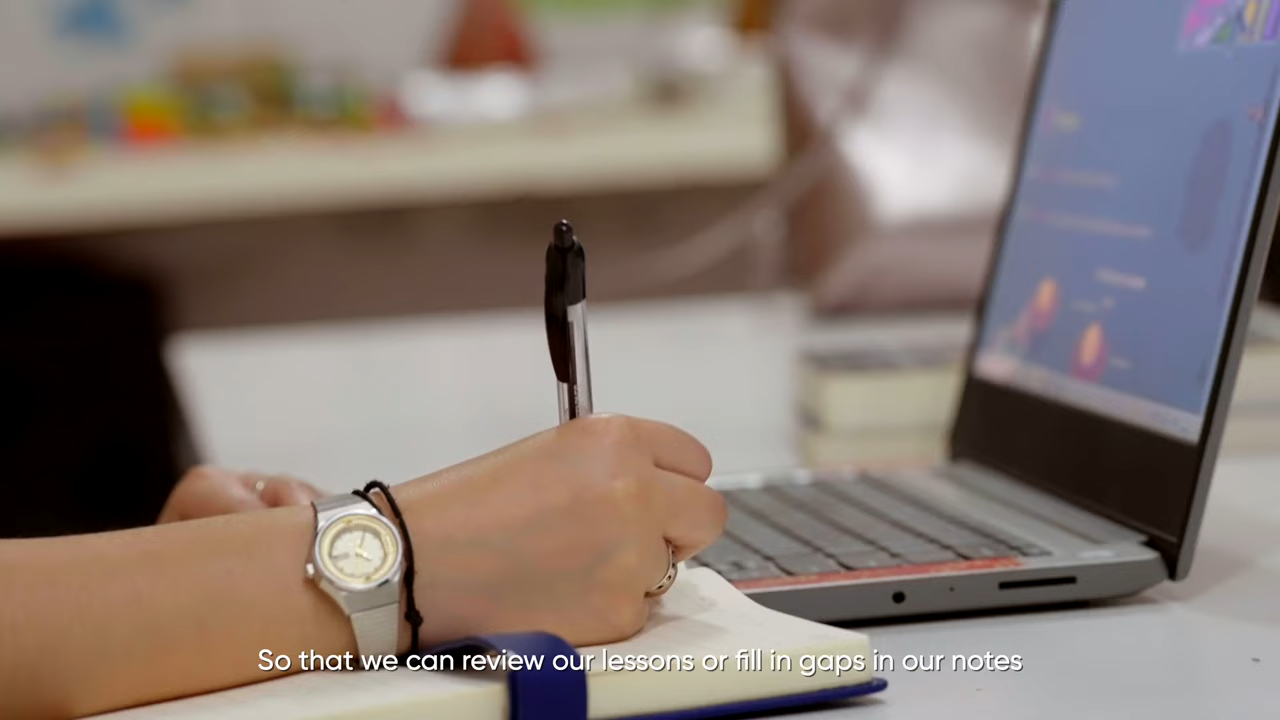 So that we can review our lessons or fill in gaps in our notes